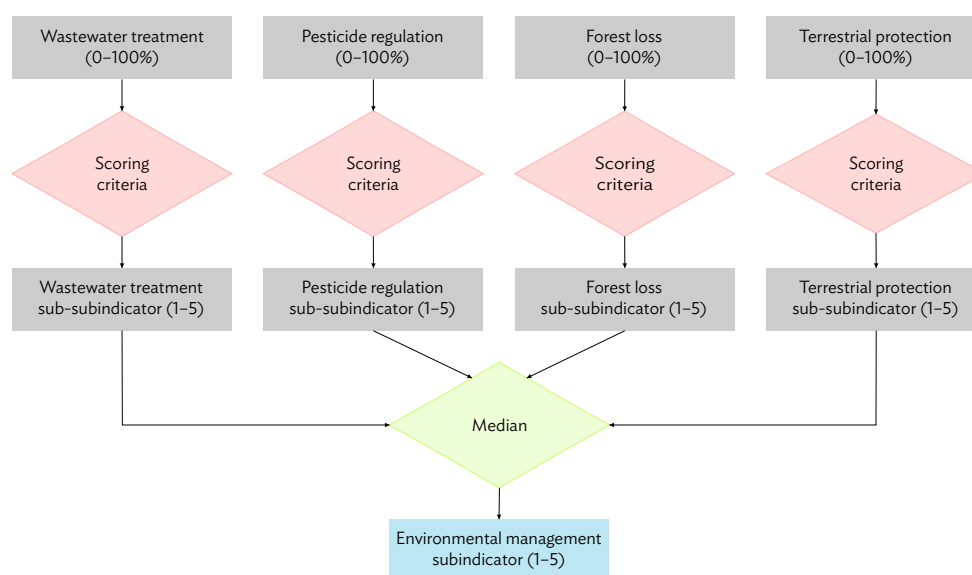 Wastewater treatment
(0–100%)
Pesticide regulation
(0–100%)
Forest loss
(0–100%)
Terrestrial protection
(0–100%)
Scoring
criteria
Scoring
criteria
Scoring
criteria
Scoring
criteria
Wastewater treatment
sub-subindicator (1–5)
Pesticide regulation
sub-subindicator (1–5)
Forest loss
sub-subindicator (1–5)
Terrestrial protection
sub-subindicator (1–5)
Median
Environmental management
subindicator (1–5)